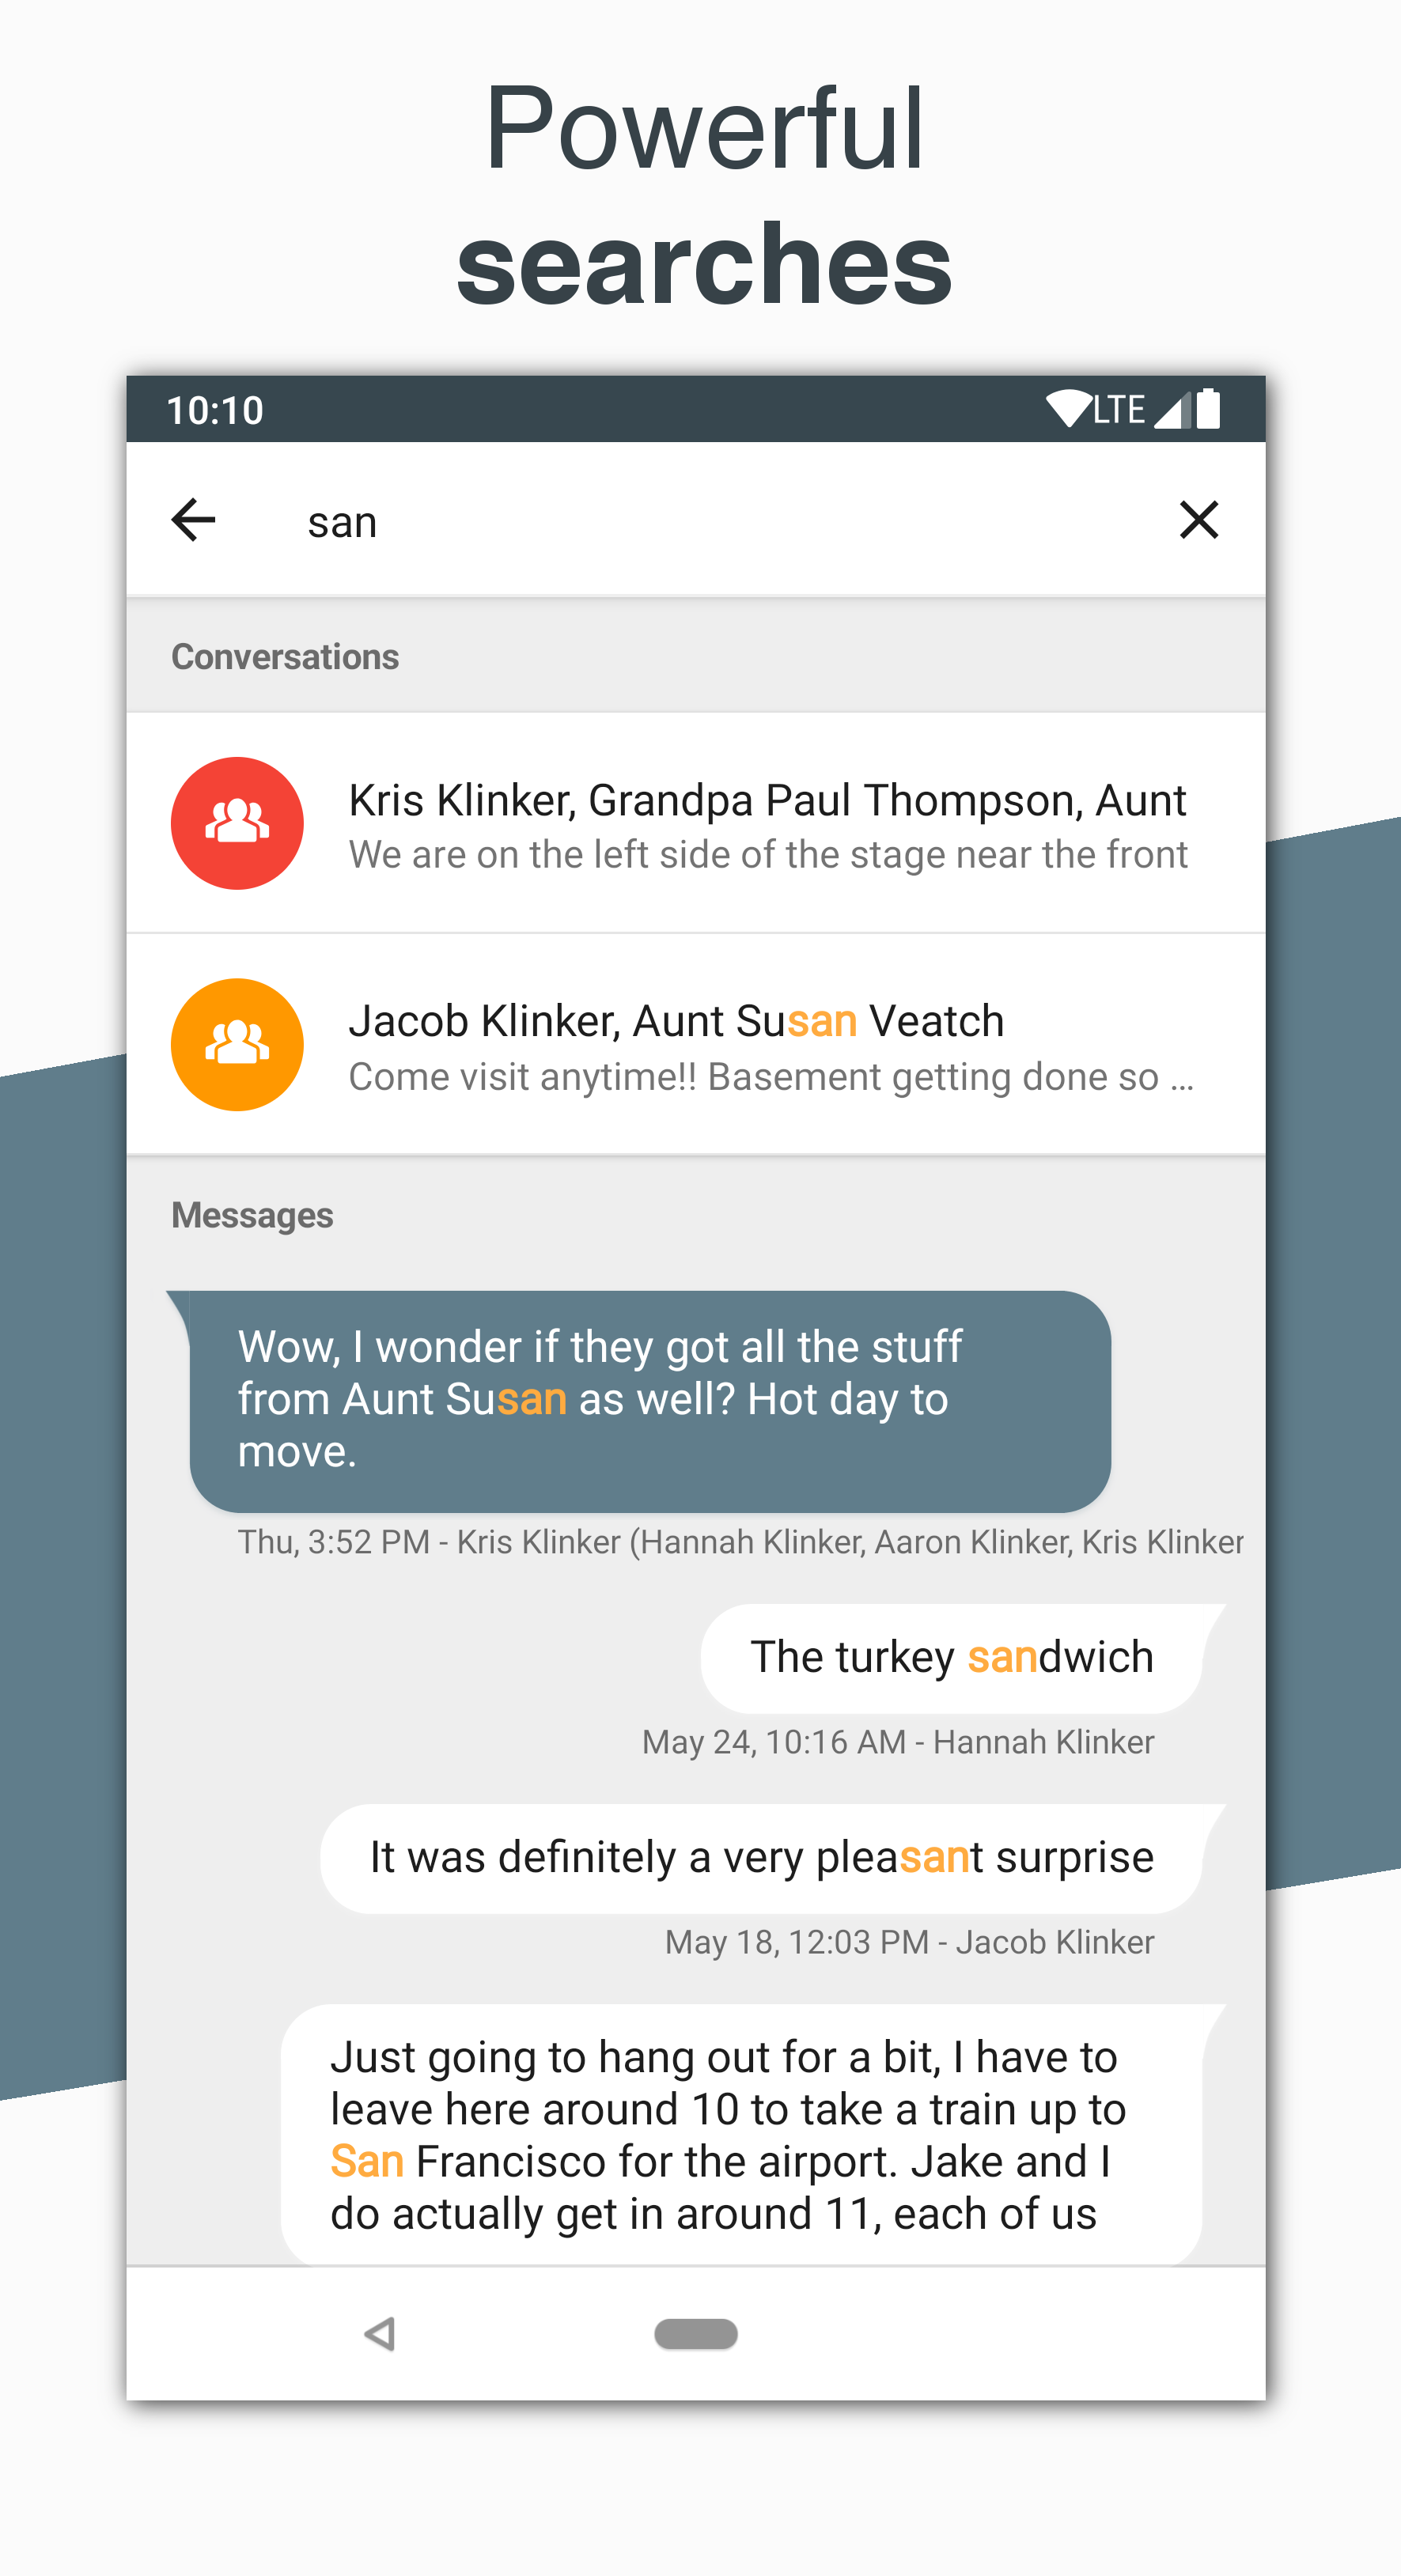 Powerful
searches
10:10 LTE
san
Conversations
Kris Klinker, Grandpa Paul Thompson, Aunt
We are on the left side of the stage near the front
Jacob Klinker, Aunt Susan Veatch
Come visit anytime!! Basement getting done so ...
Messages
Wow, I wonder if they got all the stuff
from Aunt Susan as well? Hot day to
move.
Thu, 3:52 PM - Kris Klinker (Hannah Klinker, Aaron Klinker, Kris Klinker
The turkey sandwich
May 24, 10:16 AM - Hannah Klinker
It was definitely a very pleasant surprise
May 18, 12:03 PM - Jacob Klinker
Just going to hang out for a bit, I have to
leave here around 10 to take a train up to
San Francisco for the airport. Jake and I
do actually get in around 11, each of us